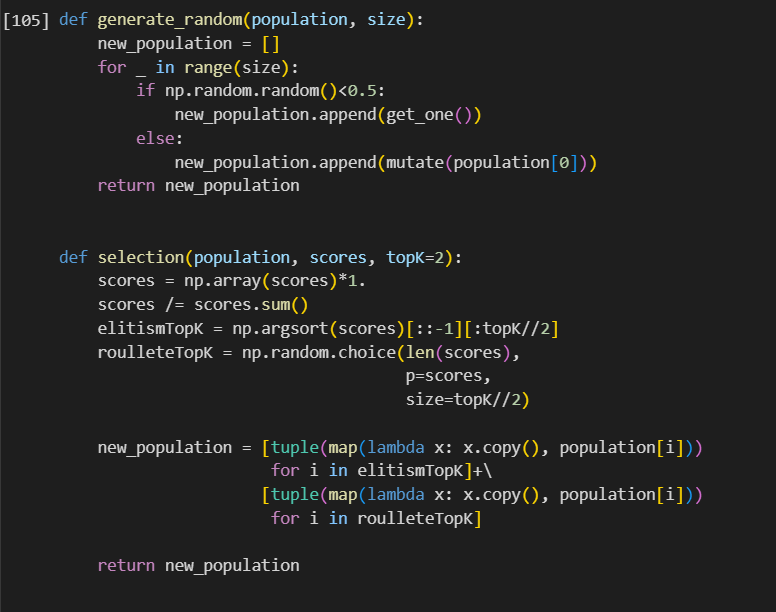 [105] def generate_random(population, size):
    new_population = []
    for _ in range(size):
        if np.random.random()<0.5:
            new_population.append(get_one())
        else:
            new_population.append(mutate(population[0]))
    return new_population


def selection(population, scores, topK=2):
    scores = np.array(scores)*1.
    scores /= scores.sum()
    elitismTopK = np.argsort(scores)[::-1][:topK//2]
    roulleteTopK = np.random.choice(len(scores),
                                    p=scores,
                                    size=topK//2)

    new_population = [tuple(map(lambda x: x.copy(), population[i]))
                      for i in elitismTopK]+\
                     [tuple(map(lambda x: x.copy(), population[i]))
                      for i in roulleteTopK]

    return new_population